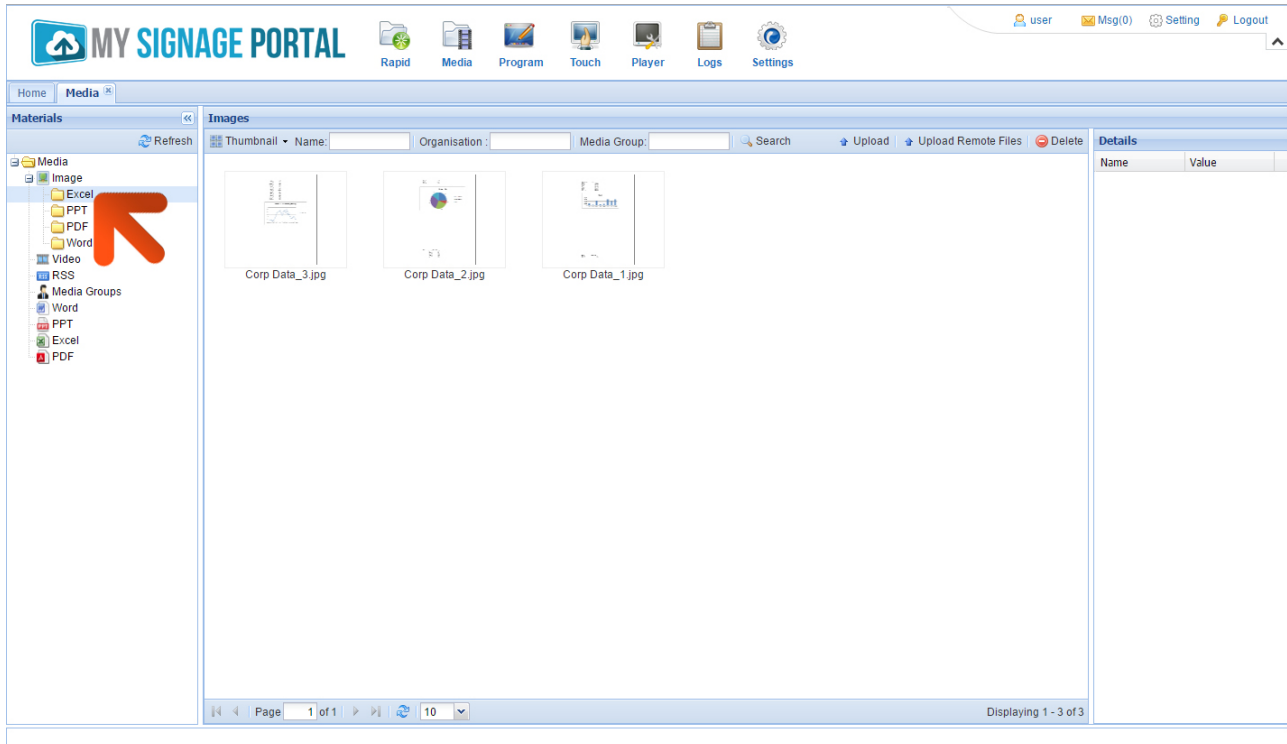 MY SIGNAGE PORTAL
Rapid
Media
Program
Touch
Player
Logs
Settings
user
Msg(0)
Setting
Logout
Home
Media
Materials
Images
Refresh
Thumbnail
Name:
Organisation :
Media Group:
Search
Upload
Upload Remote Files
Delete
Details
Name
Value
Media
Image
Excel
PPT
PDF
Word
Video
RSS
Media Groups
Word
PPT
Excel
PDF
Corp Data_3.jpg
Corp Data_2.jpg
Corp Data_1.jpg
Page 1 of 1
10
Displaying 1 - 3 of 3